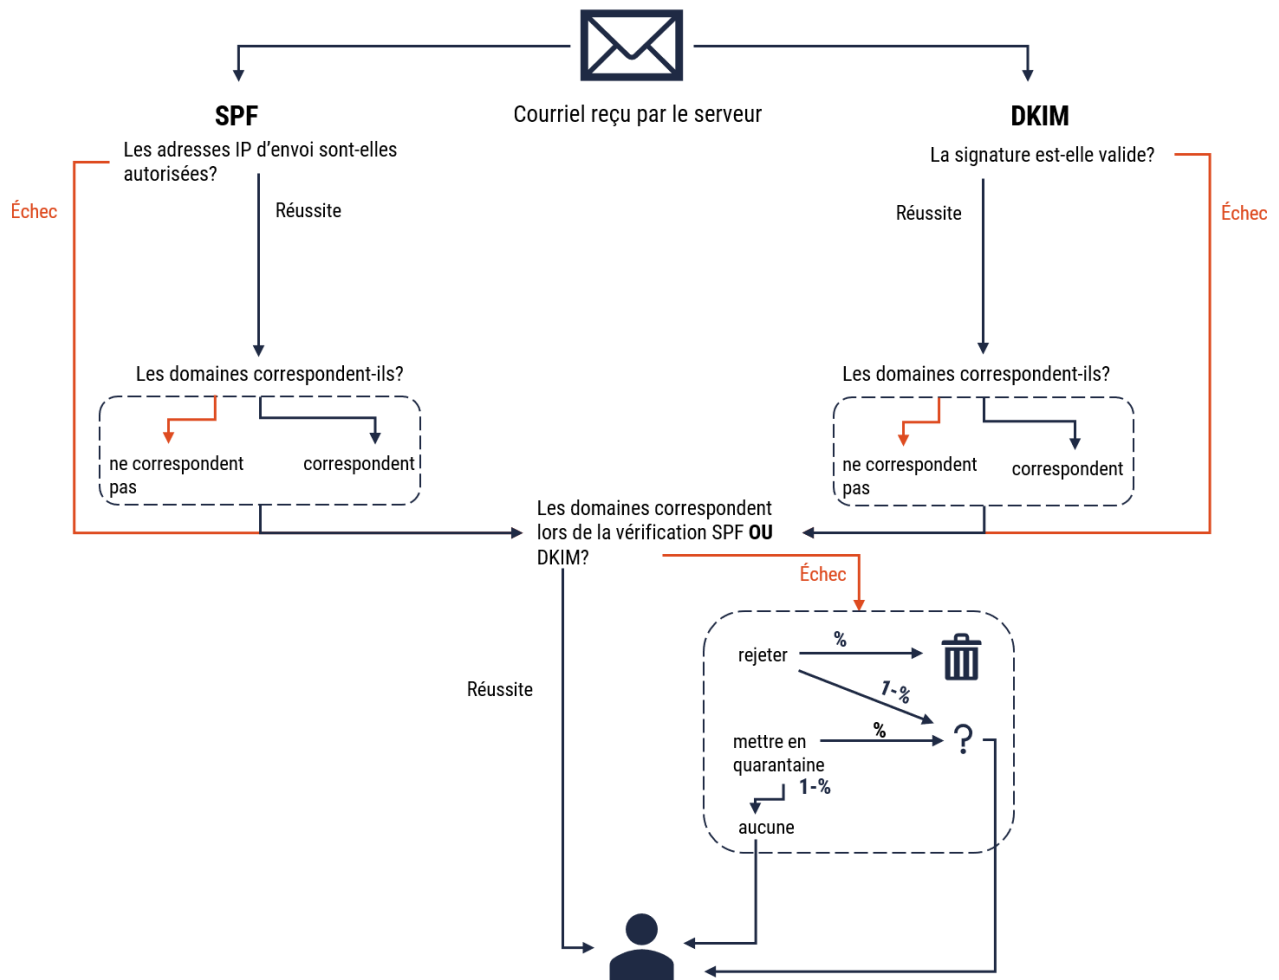 Courriel reçu par le serveur
SPF
Les adresses IP d'envoi sont-elles
autorisées?
Échec
Réussite
Les domaines correspondent-ils?
ne correspondent
pas
correspondent
DKIM
La signature est-elle valide?
Réussite
Échec
Les domaines correspondent-ils?
ne correspondent
pas
correspondent
Les domaines correspondent
lors de la vérification SPF OU
DKIM?
Échec
Réussite
rejeter
%
1-%
mettre en
quarantaine
%
?
1-%
aucune